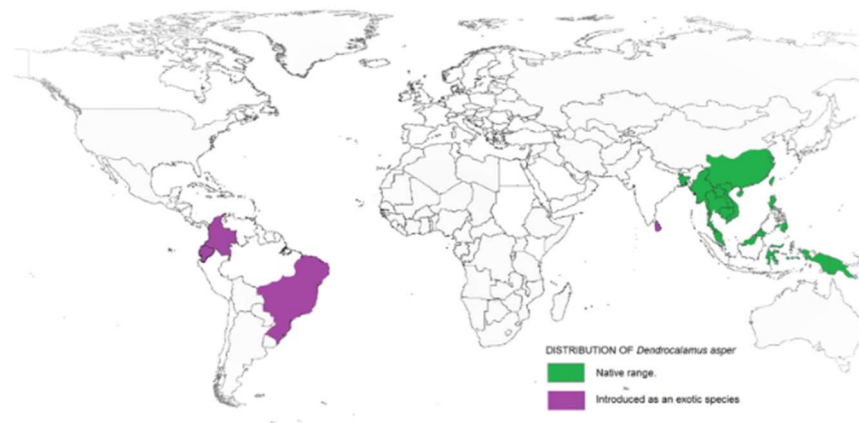 DISTRIBUTION OF Dendrocalamus asper
Native range.
Introduced as an exotic species